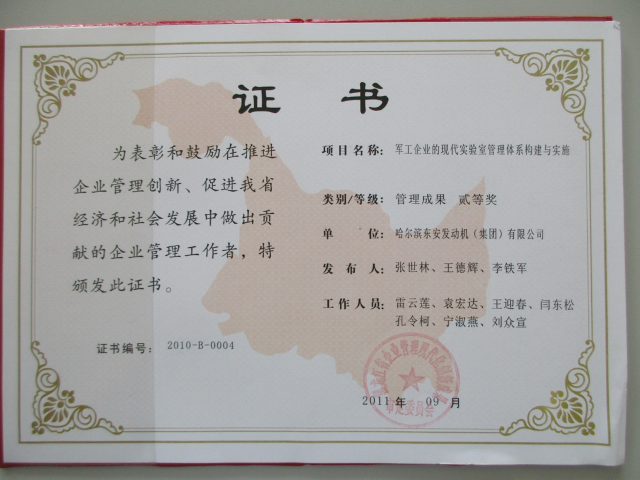 证书
为表彰和鼓励在推进
企业管理创新、促进我省
经济和社会发展中做出贡
献的企业管理工作者，特
颁发此证书。
证书编号： 2010-B-0004
项目名称： 军工企业的现代实验室管理体系构建与实施
类别/等级： 管理成果 贰等奖
单 位： 哈尔滨东安发动机（集团）有限公司
发 布 人： 张世林、王德辉、李铁军
工作人员： 雷云莲、袁宏达、王迎春、闫东松
孔令柯、宁淑燕、刘众宣
审定委员会
2011 年 09 月